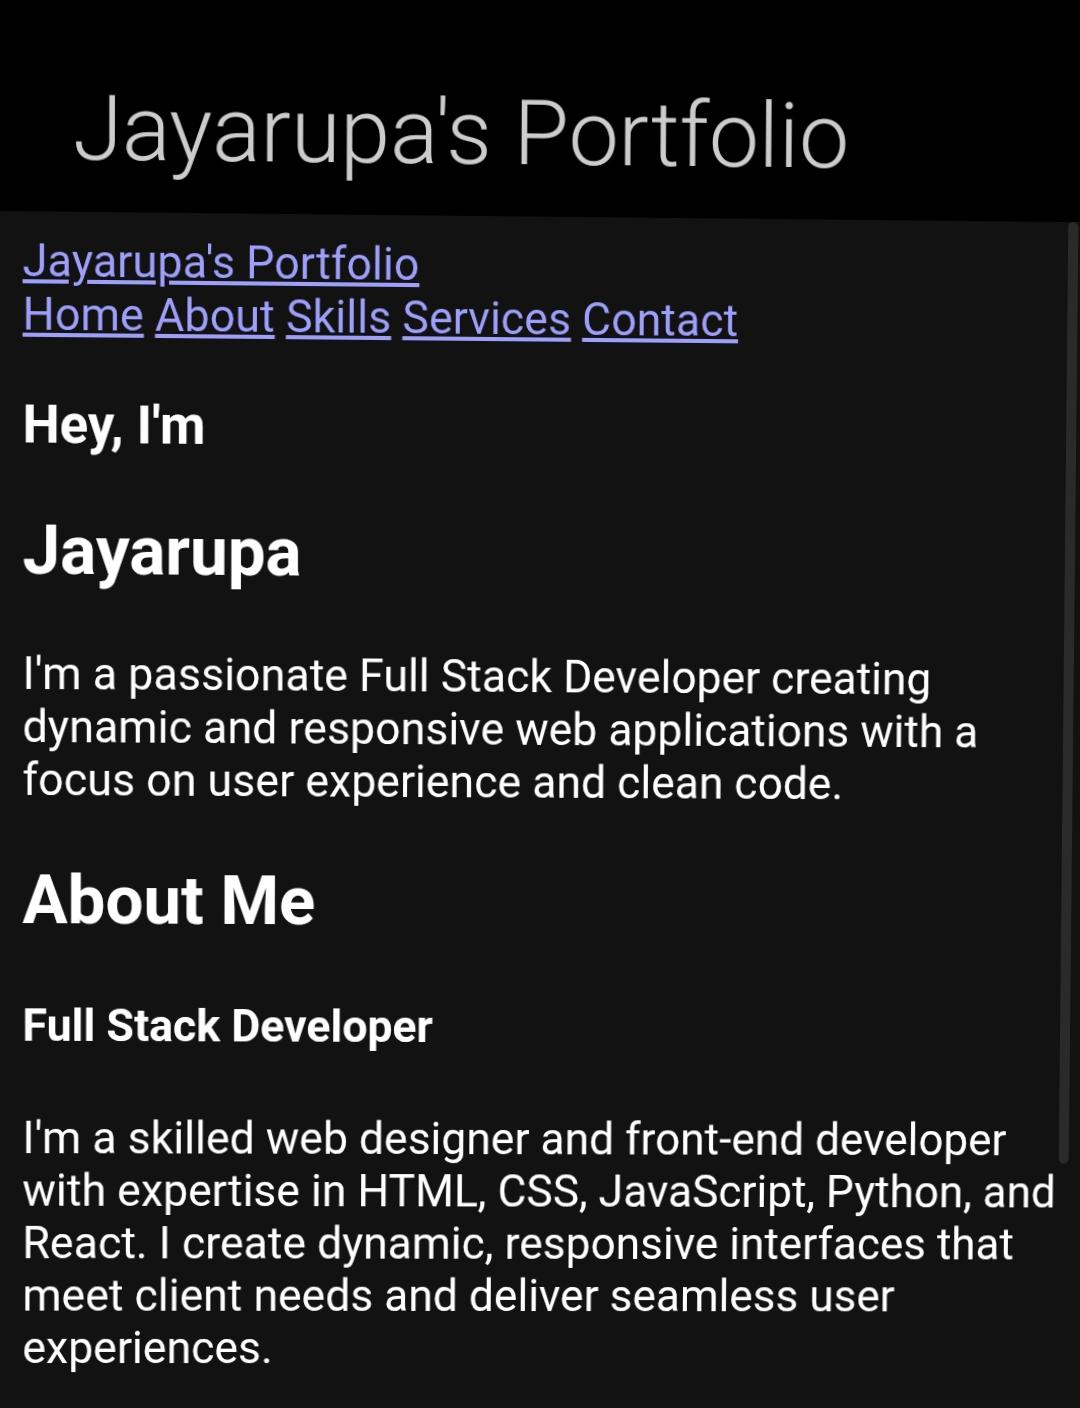 Jayarupa's Portfolio
Jayarupa's Portfolio
Home About Skills Services Contact
Hey, I'm
Jayarupa
I'm a passionate Full Stack Developer creating
dynamic and responsive web applications with a
focus on user experience and clean code.
About Me
Full Stack Developer
I'm a skilled web designer and front-end developer
with expertise in HTML, CSS, JavaScript, Python, and
React. I create dynamic, responsive interfaces that
meet client needs and deliver seamless user
experiences.